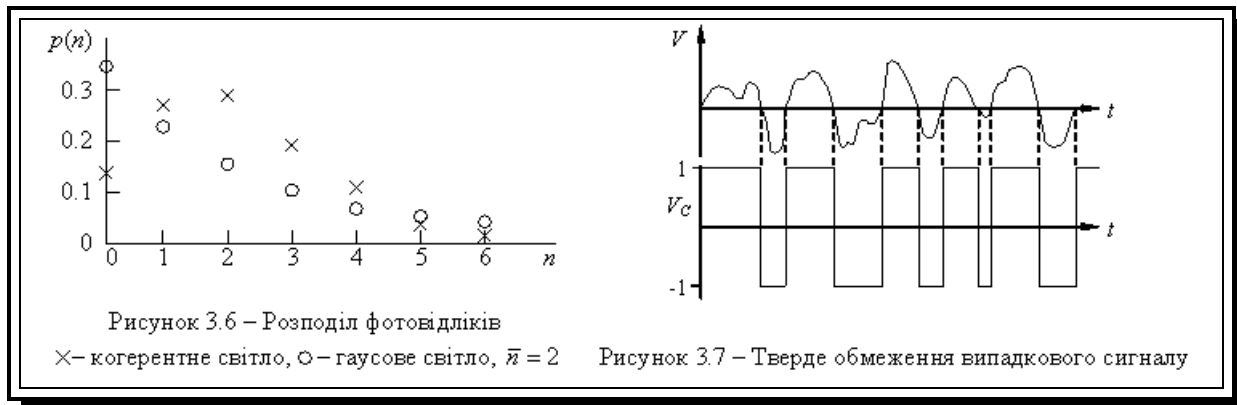 p(n)
0.3
0.2
0.1
0
0 1 2 3 4 5 6 n
Рисунок 3.6 – Розподіл фотовідліків
×– когерентне світло, ○ – гаусове світло, n̅ = 2
V
t
1
V_C
t
-1
Рисунок 3.7 – Тверде обмеження випадкового сигналу